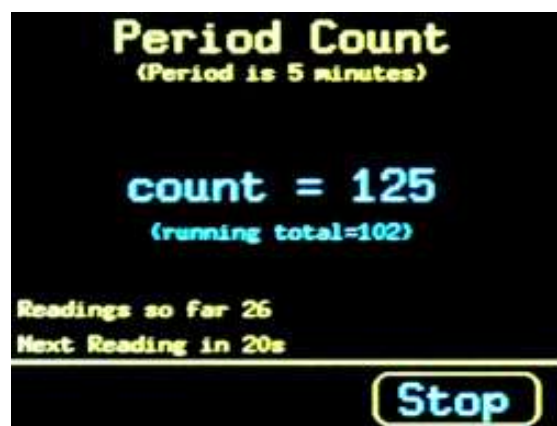 Period Count
(Period is 5 minutes)
count = 125
(running total=102)
Readings so far 26
Next Reading in 20s
Stop